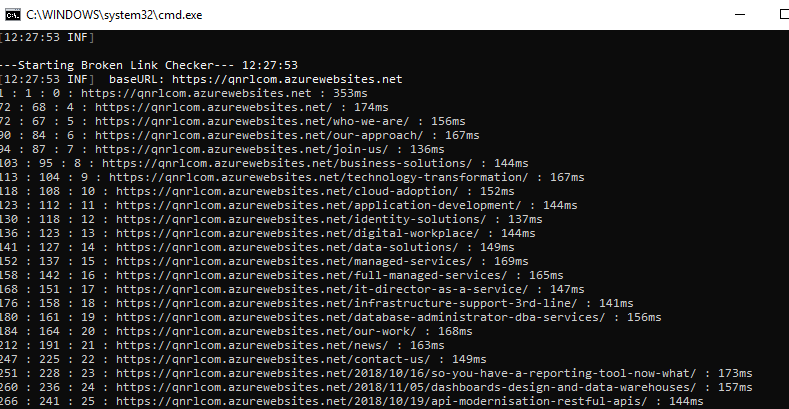 C:\WINDOWS\system32\cmd.exe
[12:27:53 INF]
---Starting Broken Link Checker--- 12:27:53
[12:27:53 INF]  baseURL: https://qnrlcom.azurewebsites.net
1 : 1 : 0 : https://qnrlcom.azurewebsites.net : 353ms
72 : 68 : 4 : https://qnrlcom.azurewebsites.net/ : 174ms
72 : 67 : 5 : https://qnrlcom.azurewebsites.net/who-we-are/ : 156ms
90 : 84 : 6 : https://qnrlcom.azurewebsites.net/our-approach/ : 167ms
94 : 87 : 7 : https://qnrlcom.azurewebsites.net/join-us/ : 136ms
103 : 95 : 8 : https://qnrlcom.azurewebsites.net/business-solutions/ : 144ms
113 : 104 : 9 : https://qnrlcom.azurewebsites.net/technology-transformation/ : 167ms
118 : 108 : 10 : https://qnrlcom.azurewebsites.net/cloud-adoption/ : 152ms
123 : 112 : 11 : https://qnrlcom.azurewebsites.net/application-development/ : 144ms
130 : 118 : 12 : https://qnrlcom.azurewebsites.net/identity-solutions/ : 137ms
136 : 123 : 13 : https://qnrlcom.azurewebsites.net/digital-workplace/ : 144ms
141 : 127 : 14 : https://qnrlcom.azurewebsites.net/data-solutions/ : 149ms
152 : 137 : 15 : https://qnrlcom.azurewebsites.net/managed-services/ : 169ms
158 : 142 : 16 : https://qnrlcom.azurewebsites.net/full-managed-services/ : 165ms
168 : 151 : 17 : https://qnrlcom.azurewebsites.net/it-director-as-a-service/ : 147ms
176 : 158 : 18 : https://qnrlcom.azurewebsites.net/infrastructure-support-3rd-line/ : 141ms
180 : 161 : 19 : https://qnrlcom.azurewebsites.net/database-administrator-dba-services/ : 156ms
184 : 164 : 20 : https://qnrlcom.azurewebsites.net/our-work/ : 168ms
212 : 191 : 21 : https://qnrlcom.azurewebsites.net/news/ : 163ms
247 : 225 : 22 : https://qnrlcom.azurewebsites.net/contact-us/ : 149ms
251 : 228 : 23 : https://qnrlcom.azurewebsites.net/2018/10/16/so-you-have-a-reporting-tool-now-what/ : 173ms
260 : 236 : 24 : https://qnrlcom.azurewebsites.net/2018/11/05/dashboards-design-and-data-warehouses/ : 157ms
266 : 241 : 25 : https://qnrlcom.azurewebsites.net/2018/10/19/api-modernisation-restful-apis/ : 144ms